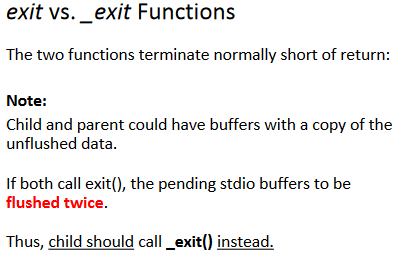 exit vs. _exit Functions
The two functions terminate normally short of return:
Note:
Child and parent could have buffers with a copy of the
unflushed data.
If both call exit(), the pending stdio buffers to be
flushed twice.
Thus, child should call _exit() instead.